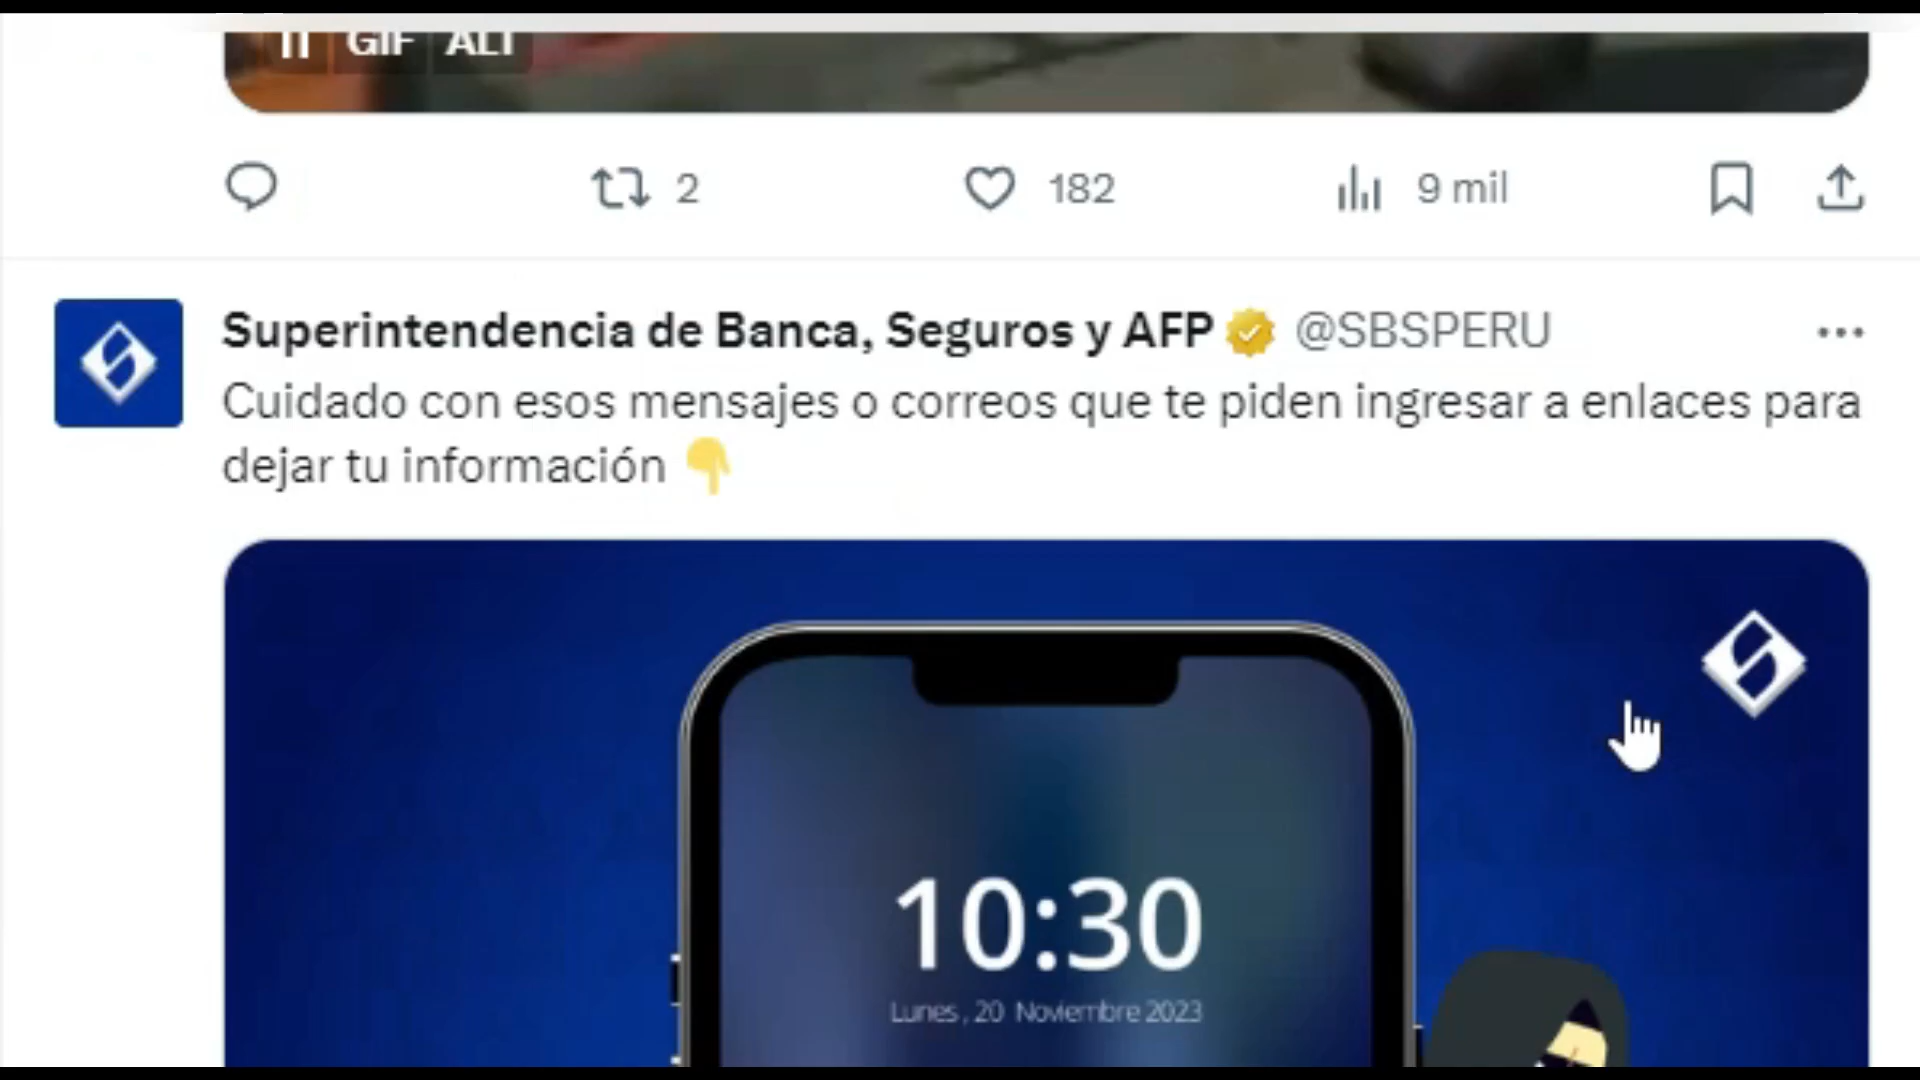 GIF ALT
2 182 9 mil
Superintendencia de Banca, Seguros y AFP @SBSPERU
Cuidado con esos mensajes o correos que te piden ingresar a enlaces para
dejar tu información
10:30
Lunes , 20 Noviembre 2023